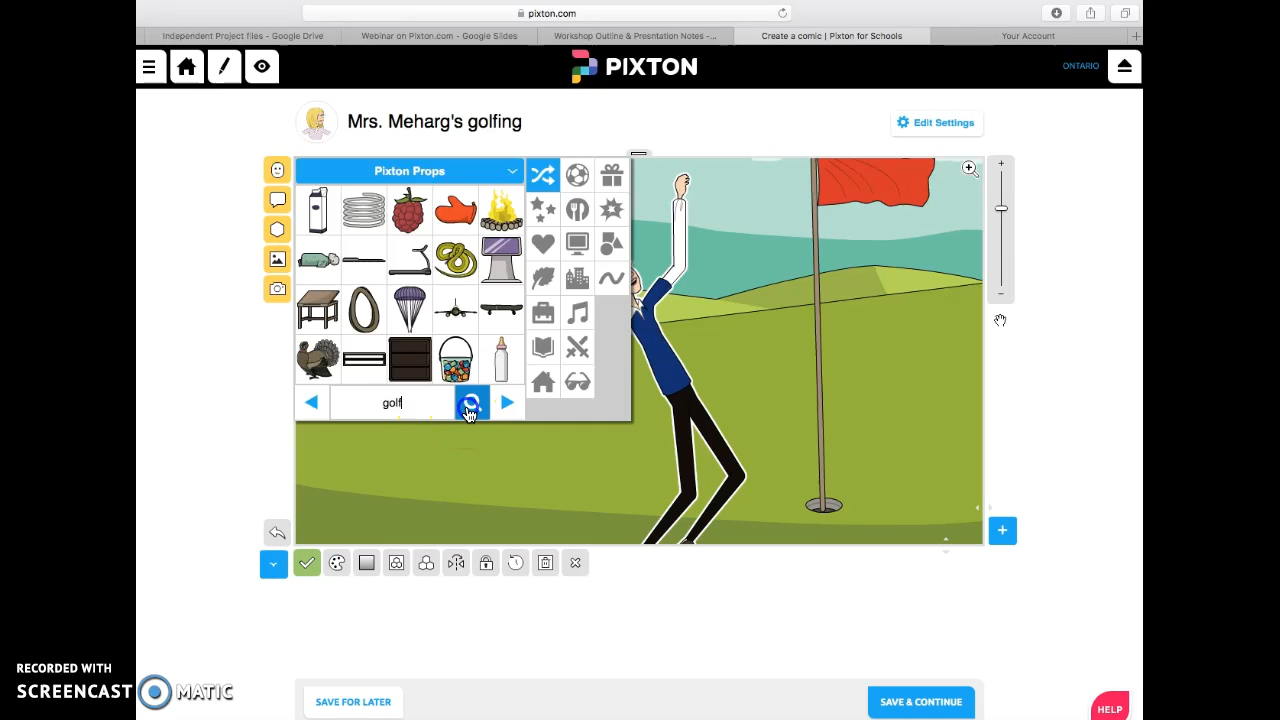 pixton.com
Independent Project files - Google Drive
Webinar on Pixton.com - Google Slides
Workshop Outline & Presntation Notes -...
Create a comic | Pixton for Schools
Your Account
PIXTON
ONTARIO
Mrs. Meharg's golfing
Edit Settings
Pixton Props
golf
RECORDED WITH
SCREENCAST MATIC
SAVE FOR LATER
SAVE & CONTINUE
HELP